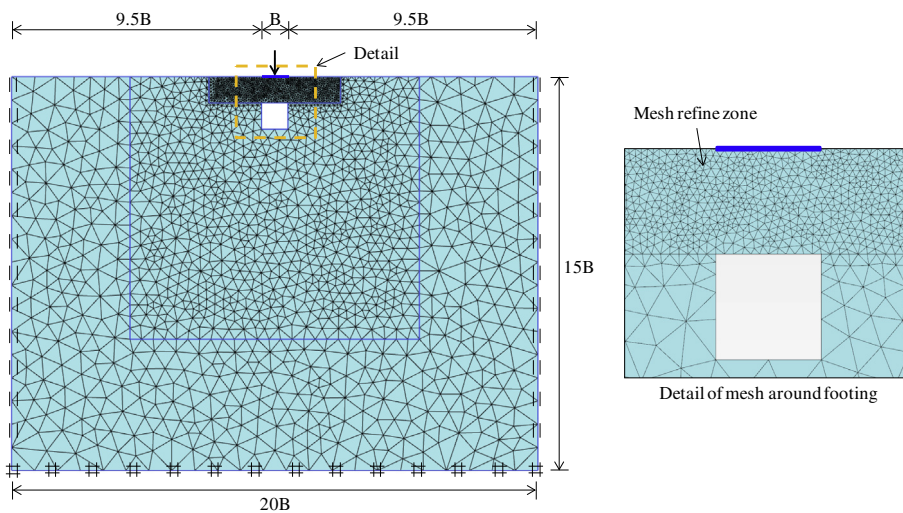 9.5B
B
9.5B
Detail
Mesh refine zone
15B
Detail of mesh around footing
20B